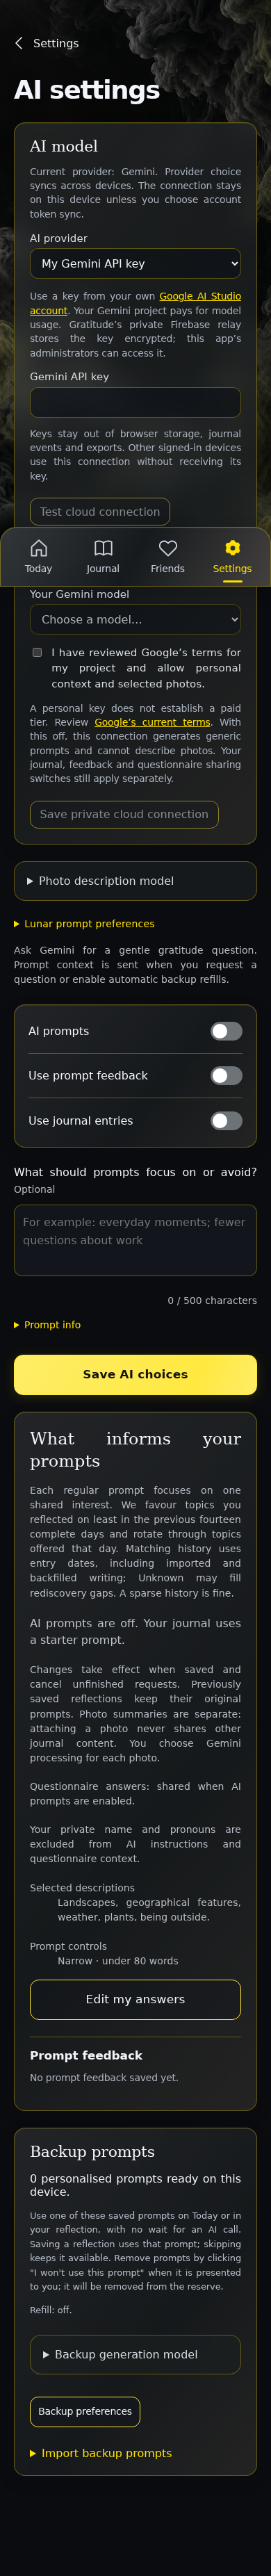 Settings
AI settings
AI model
Current provider: Gemini. Provider choice
syncs across devices. The connection stays
on this device unless you choose account
token sync.
AI provider
My Gemini API key
Use a key from your own Google AI Studio
account. Your Gemini project pays for model
usage. Gratitude's private Firebase relay
stores the key encrypted; this app's
administrators can access it.
Gemini API key
Keys stay out of browser storage, journal
events and exports. Other signed-in devices
use this connection without receiving its
key.
Test cloud connection
Today
Journal
Friends
Settings
Your Gemini model
Choose a model...
I have reviewed Google's terms for
my project and allow personal
context and selected photos.
A personal key does not establish a paid
tier. Review Google's current terms. With
this off, this connection generates generic
prompts and cannot describe photos. Your
journal, feedback and questionnaire sharing
switches still apply separately.
Save private cloud connection
Photo description model
Lunar prompt preferences
Ask Gemini for a gentle gratitude question.
Prompt context is sent when you request a
question or enable automatic backup refills.
AI prompts
Use prompt feedback
Use journal entries
What should prompts focus on or avoid?
Optional
For example: everyday moments; fewer
questions about work
0 / 500 characters
Prompt info
Save AI choices
What informs your
prompts
Each regular prompt focuses on one
shared interest. We favour topics you
reflected on least in the previous fourteen
complete days and rotate through topics
offered that day. Matching history uses
entry dates, including imported and
backfilled writing; Unknown may fill
rediscovery gaps. A sparse history is fine.
AI prompts are off. Your journal uses
a starter prompt.
Changes take effect when saved and
cancel unfinished requests. Previously
saved reflections keep their original
prompts. Photo summaries are separate:
attaching a photo never shares other
journal content. You choose Gemini
processing for each photo.
Questionnaire answers: shared when AI
prompts are enabled.
Your private name and pronouns are
excluded from AI instructions and
questionnaire context.
Selected descriptions
Landscapes, geographical features,
weather, plants, being outside.
Prompt controls
Narrow · under 80 words
Edit my answers
Prompt feedback
No prompt feedback saved yet.
Backup prompts
0 personalised prompts ready on this
device.
Use one of these saved prompts on Today or in
your reflection, with no wait for an AI call.
Saving a reflection uses that prompt; skipping
keeps it available. Remove prompts by clicking
"I won't use this prompt" when it is presented
to you; it will be removed from the reserve.
Refill: off.
Backup generation model
Backup preferences
Import backup prompts